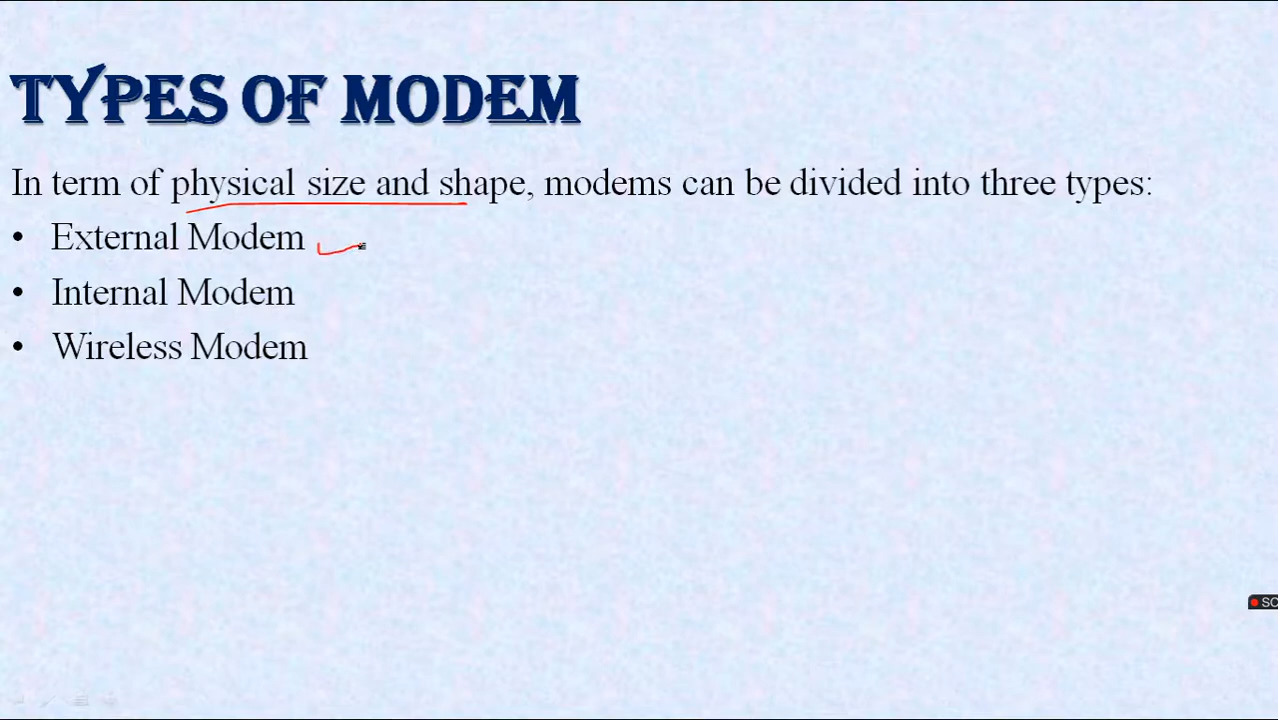 TYPES OF MODEM
In term of physical size and shape, modems can be divided into three types:
• External Modem
• Internal Modem
• Wireless Modem
SC